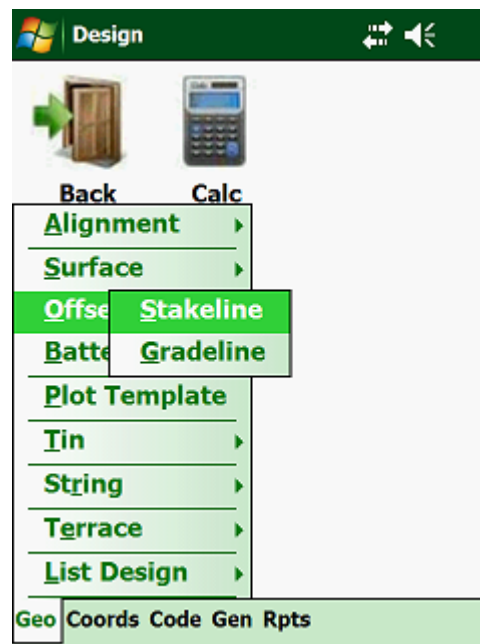 Design
Back Calc
Alignment
Surface
Offse Stakeline
Batte Gradeline
Plot Template
Tin
String
Terrace
List Design
Geo Coords Code Gen Rpts